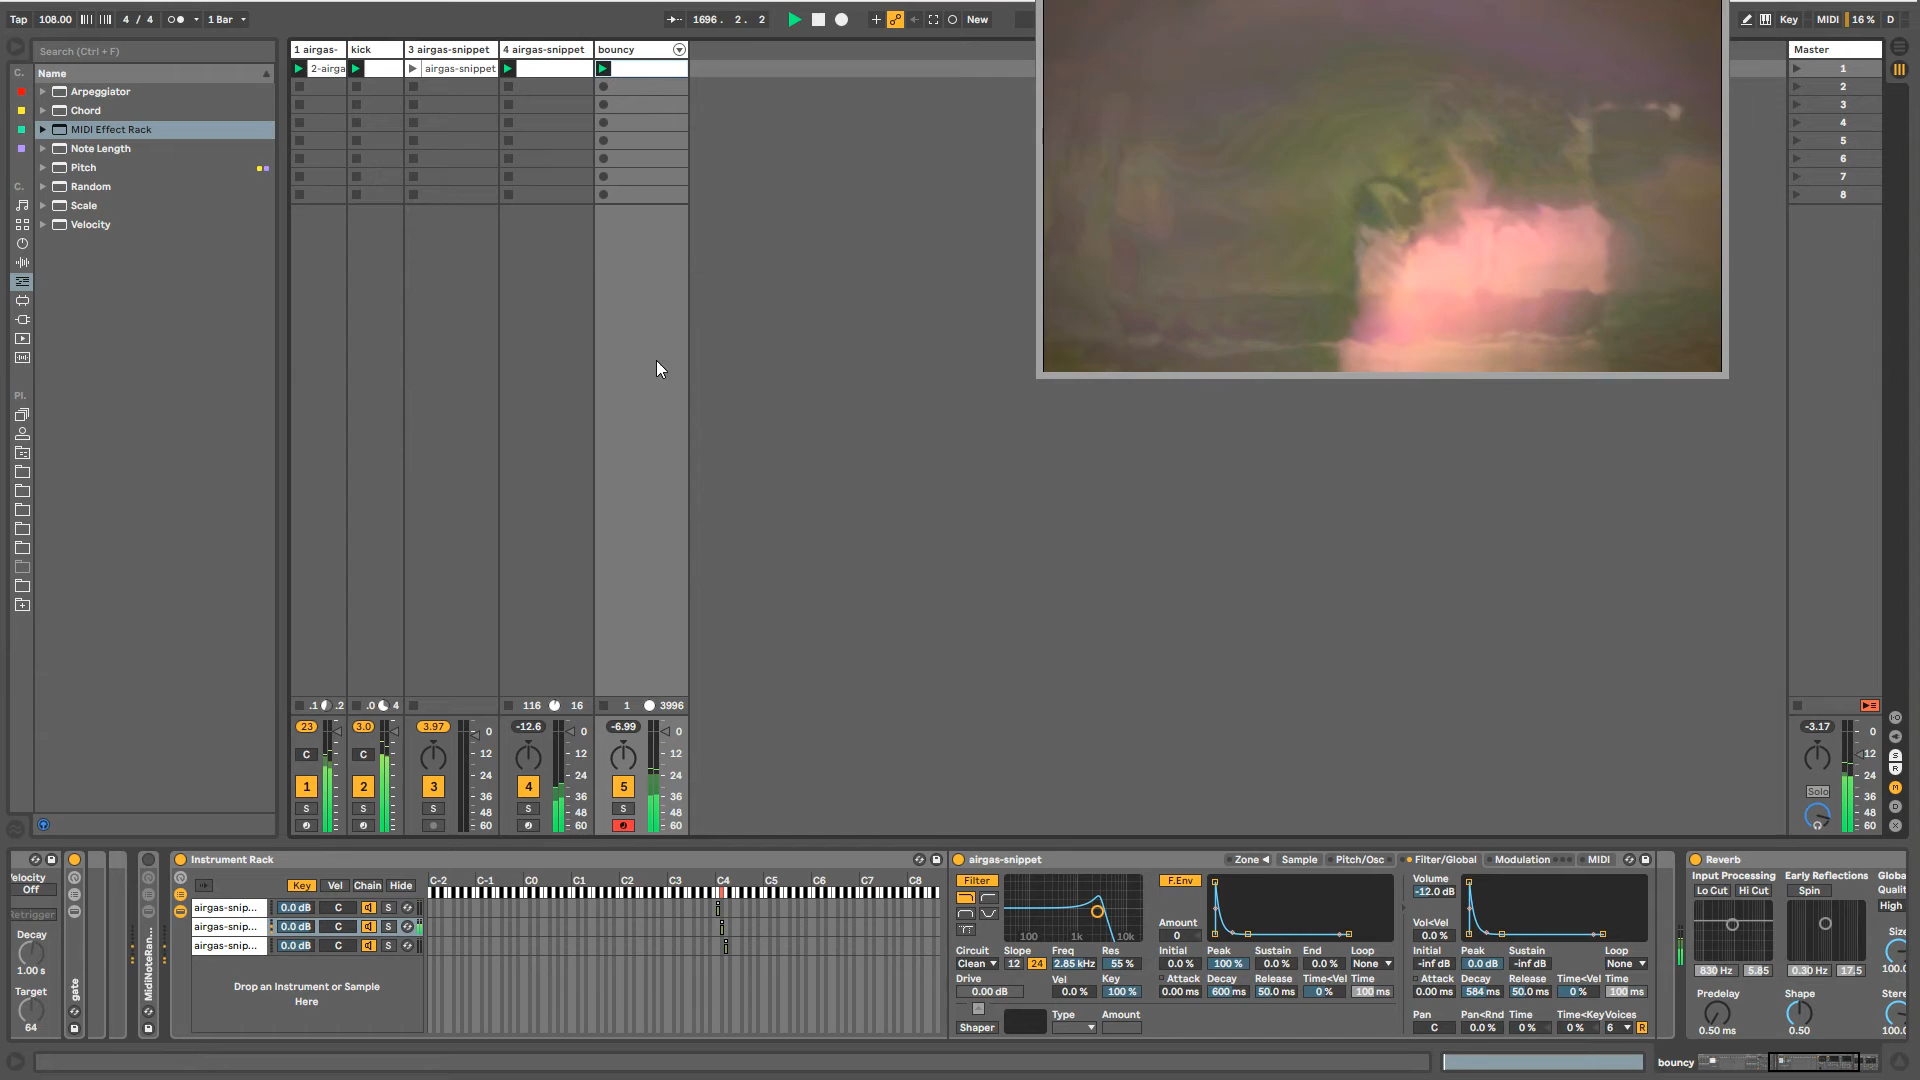 Tap 108.00 4 / 4 1 Bar 1696. 2. 2 New Key MIDI 16 % D
Search (Ctrl + F)
1 airgas- kick 3 airgas-snippet 4 airgas-snippet bouncy Master
C. Name
2-airga airgas-snippet 1
Arpeggiator 2
Chord 3
MIDI Effect Rack 4
Note Length 5
Pitch 6
Random 7
Scale 8
Velocity
C.
Pl.
.1 .2 .0 4 116 16 1 3996
23 3.0 3.97 -12.6 -6.99 -3.17
0 0 0 0
C C 12 12 12 12
24 24 24 24
1 2 3 4 5 36 36 36 Solo 36
S S S S S 48 48 48 48
60 60 60 60
S
R
M
D
X
Velocity
Off
Retrigger
Decay
1.00 s
Target
64
gate
MidiNoteRan...
Instrument Rack
Key Vel Chain Hide C-2 C-1 C0 C1 C2 C3 C4 C5 C6 C7 C8
airgas-snip... 0.0 dB C S
airgas-snip... 0.0 dB C S
airgas-snip... 0.0 dB C S
Drop an Instrument or Sample
Here
airgas-snippet Zone Sample Pitch/Osc Filter/Global Modulation MIDI
Filter F.Env Volume
-12.0 dB
Amount Vol<Vel
100 1k 10k 0 0.0 %
Circuit Slope Freq Res Initial Peak Sustain End Loop Initial Peak Sustain Loop
Clean 12 24 2.85 kHz 55 % 0.0 % 100 % 0.0 % 0.0 % None -inf dB 0.0 dB -inf dB None
Drive Vel Key Attack Decay Release Time<Vel Time Attack Decay Release Time<Vel Time
0.00 dB 0.0 % 100 % 0.00 ms 600 ms 50.0 ms 0 % 100 ms 0.00 ms 584 ms 50.0 ms 0 % 100 ms
Shaper Type Amount Pan Pan<Rnd Time Time<Key Voices
C 0.0 % 0 % 0 % 6 R
Reverb
Input Processing Early Reflections Global
Lo Cut Hi Cut Spin Quality
High
Size
830 Hz 5.85 0.30 Hz 17.5 100.0
Predelay Shape Stere
0.50 ms 0.50 100.0
bouncy